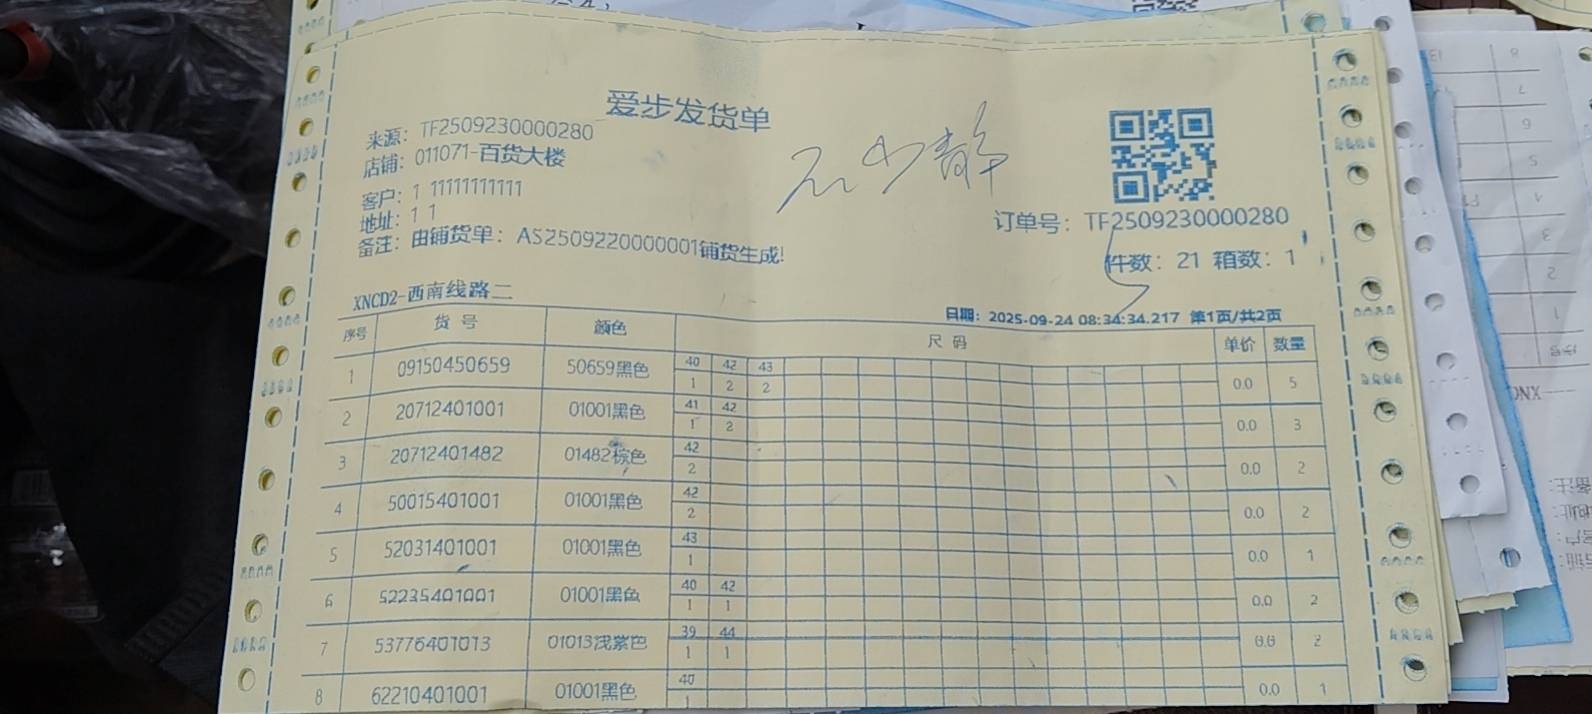 爱步发货单
来源：TF2509230000280
店铺：011071-百货大楼
客户：1 11111111111
地址：1 1
备注：由铺货单：AS2509220000001铺货生成!
订单号：TF2509230000280
件数：21 箱数：1
XNCD2-西南线路二
日期：2025-09-24 08:34:34.217 第1页/共2页
序号 货号 颜色 尺码 单价 数量
40 42 43
1 09150450659 50659黑色 0.0 5
1 2 2
41 42
2 20712401001 01001黑色 0.0 3
1 2
42
3 20712401482 01482棕色 0.0 2
2
42
4 50015401001 01001黑色 0.0 2
2
43
5 52031401001 01001黑色 0.0 1
1
40 42
6 52235401001 01001黑色 0.0 2
1 1
39 44
7 53776401013 01013浅紫色 0.0 2
1 1
40
8 62210401001 01001黑色 0.0 1
1